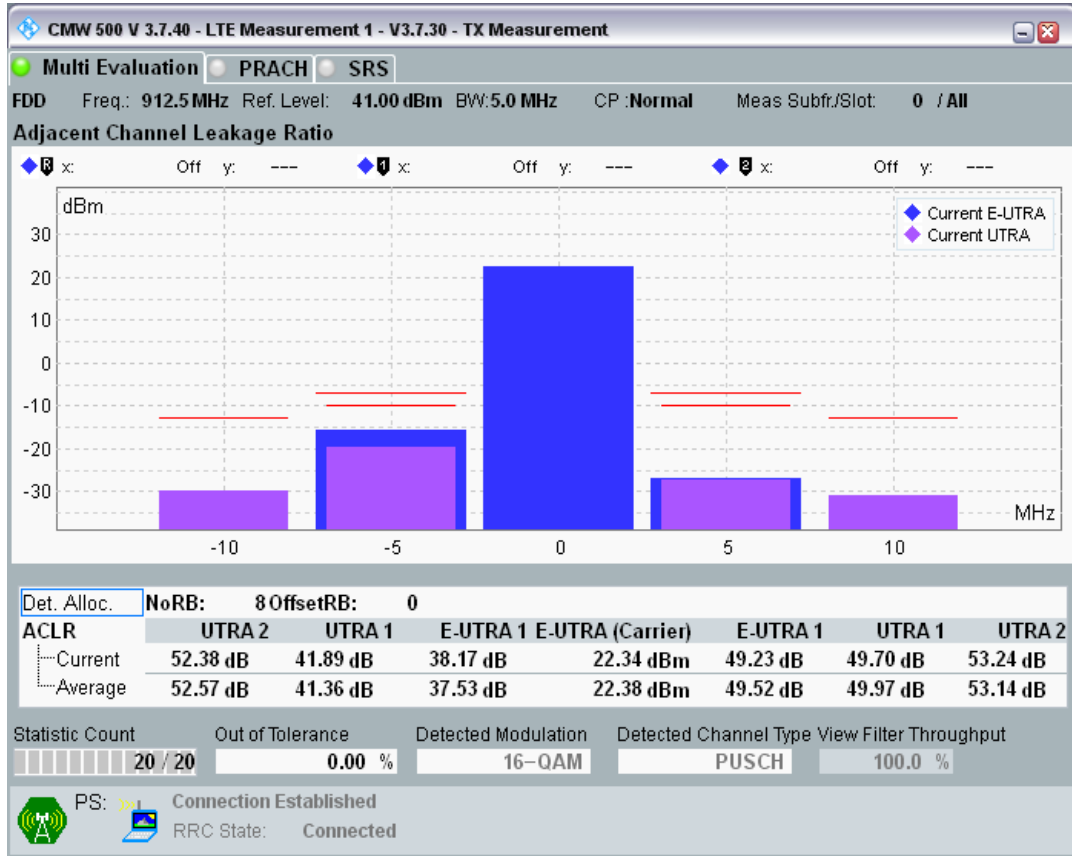 CMW 500 V 3.7.40 - LTE Measurement 1 - V3.7.30 - TX Measurement
Multi Evaluation PRACH SRS
FDD Freq.: 912.5 MHz Ref. Level: 41.00 dBm BW:5.0 MHz CP :Normal Meas Subfr./Slot: 0 / All
Adjacent Channel Leakage Ratio
R x: Off y: --- 1 x: Off y: --- 2 x: Off y: ---
dBm
Current E-UTRA
Current UTRA
30
20
10
0
-10
-20
-30
MHz
-10 -5 0 5 10
Det. Alloc. NoRB: 8 OffsetRB: 0
ACLR UTRA 2 UTRA 1 E-UTRA 1 E-UTRA (Carrier) E-UTRA 1 UTRA 1 UTRA 2
Current 52.38 dB 41.89 dB 38.17 dB 22.34 dBm 49.23 dB 49.70 dB 53.24 dB
Average 52.57 dB 41.36 dB 37.53 dB 22.38 dBm 49.52 dB 49.97 dB 53.14 dB
Statistic Count Out of Tolerance Detected Modulation Detected Channel Type View Filter Throughput
20 / 20 0.00 % 16-QAM PUSCH 100.0 %
PS: Connection Established
RRC State: Connected